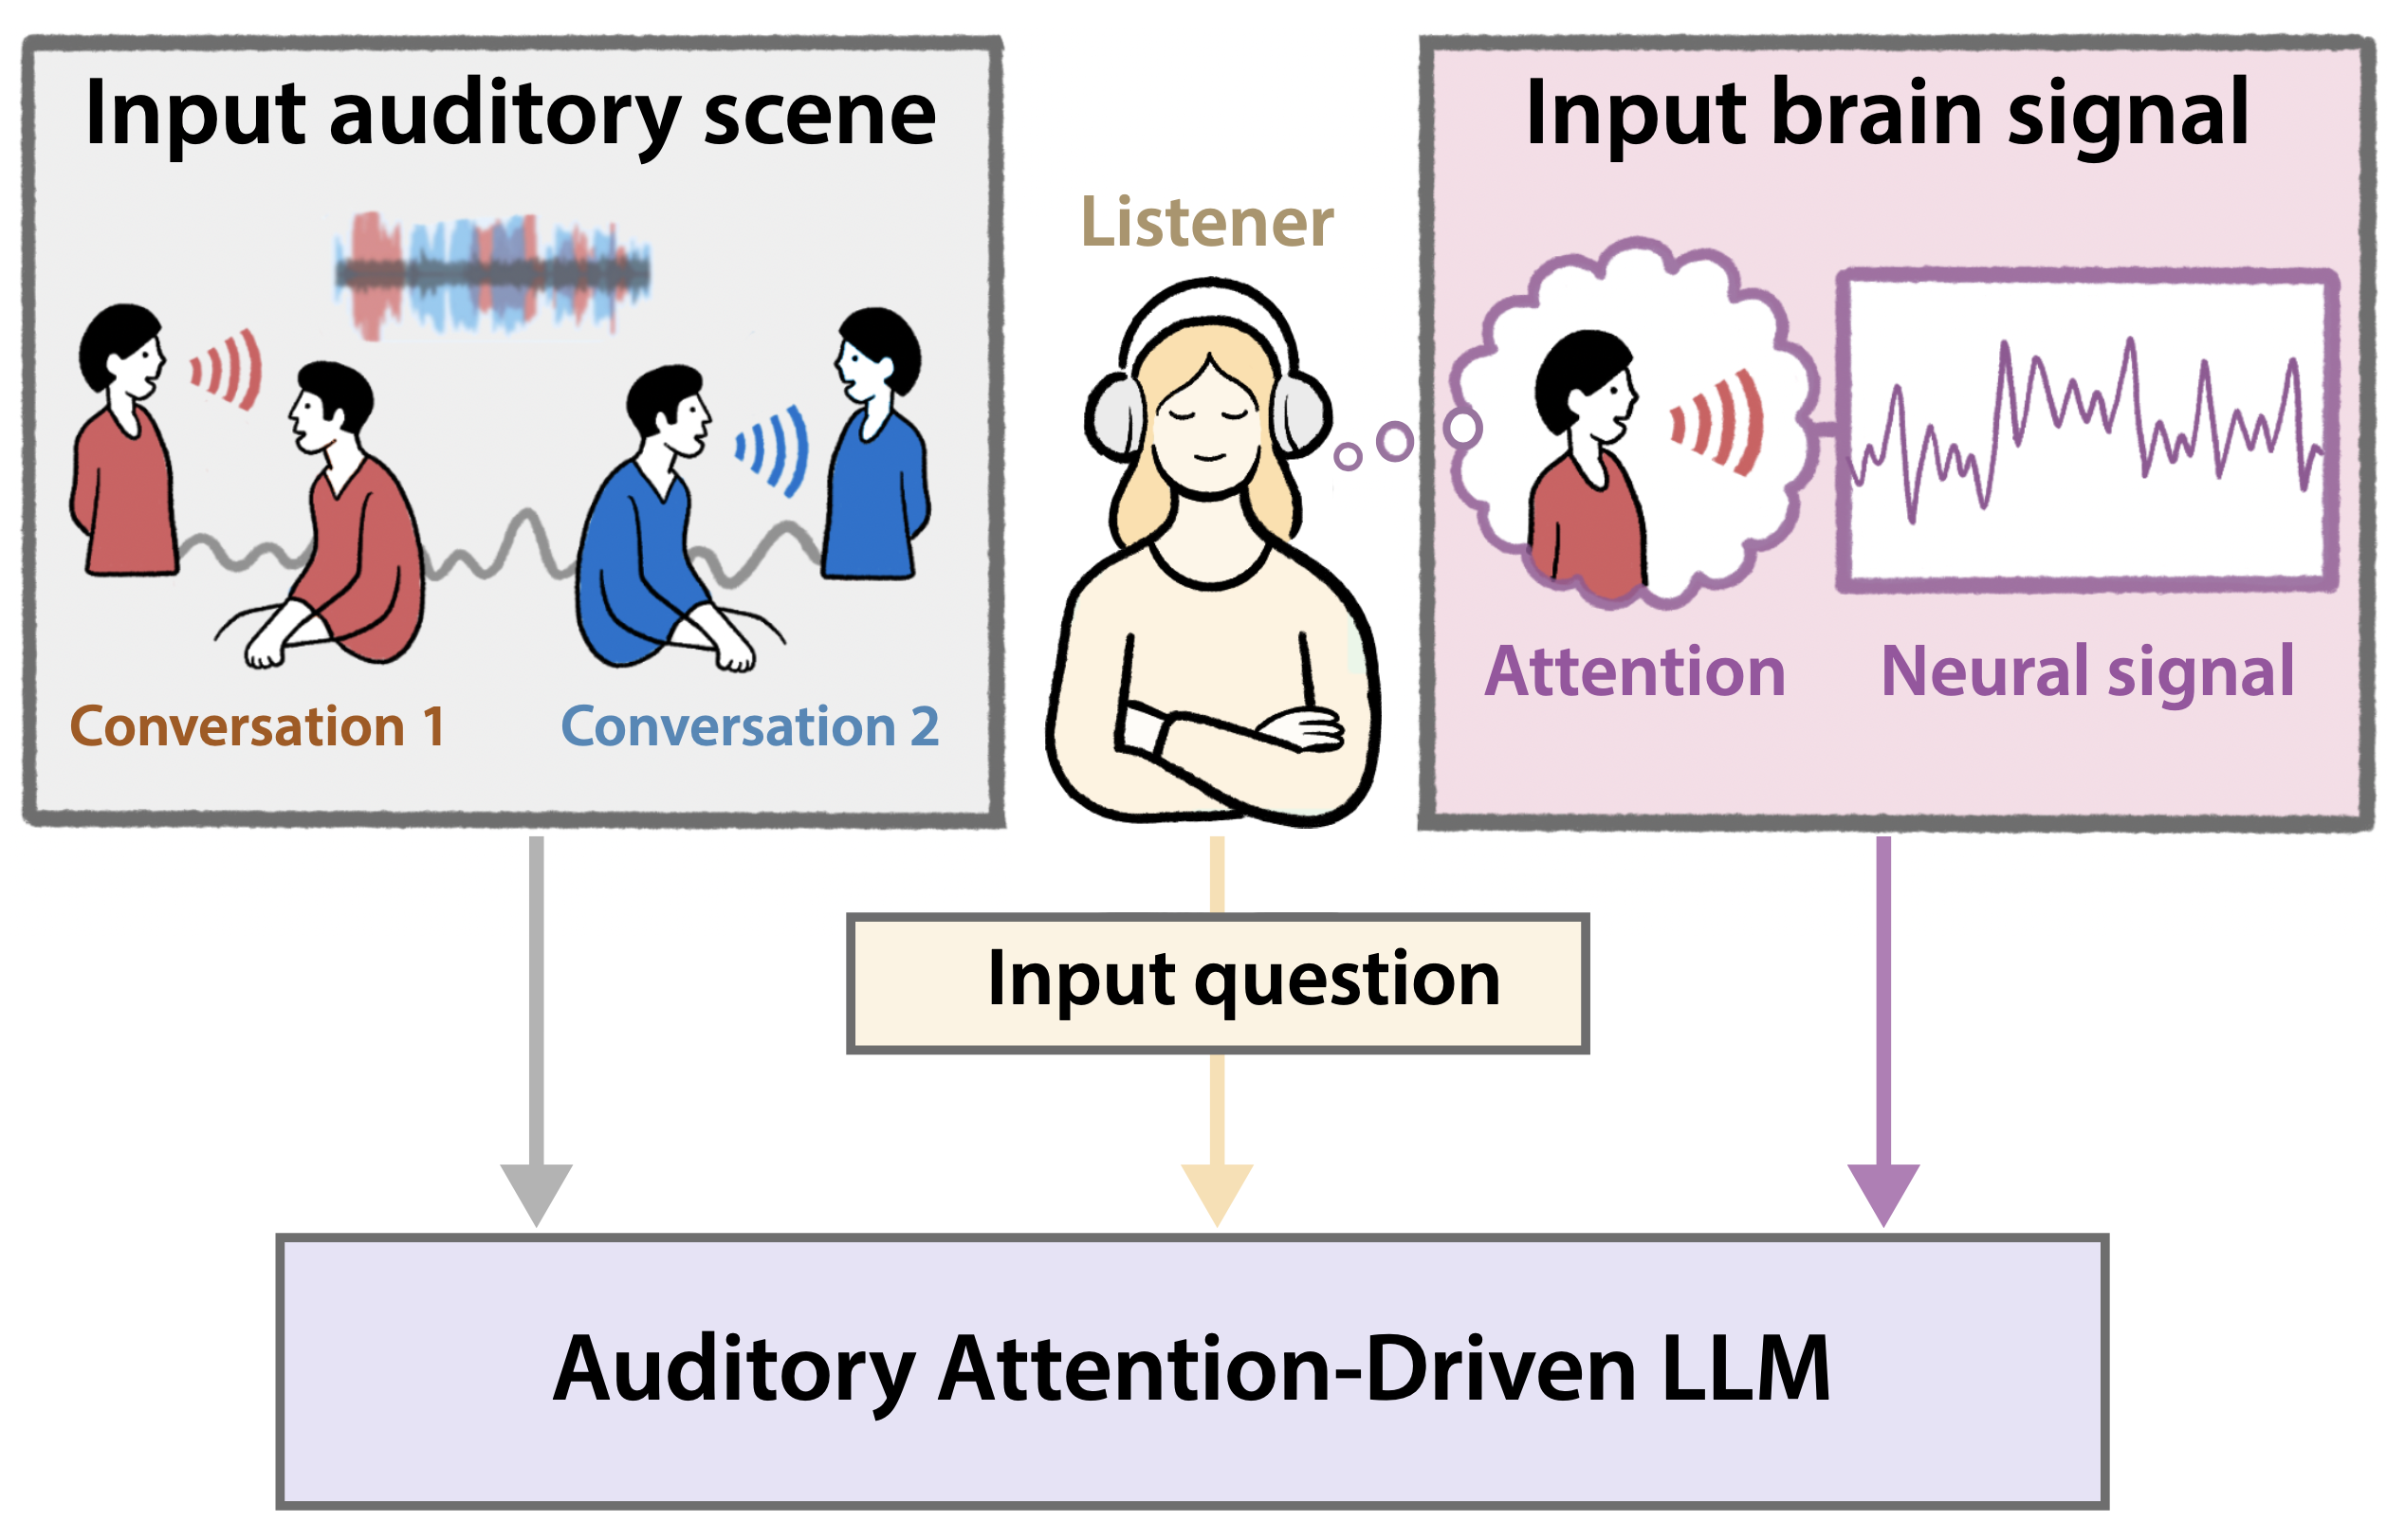 Input auditory scene
Conversation 1
Conversation 2
Listener
Input brain signal
Attention
Neural signal
Input question
Auditory Attention-Driven LLM